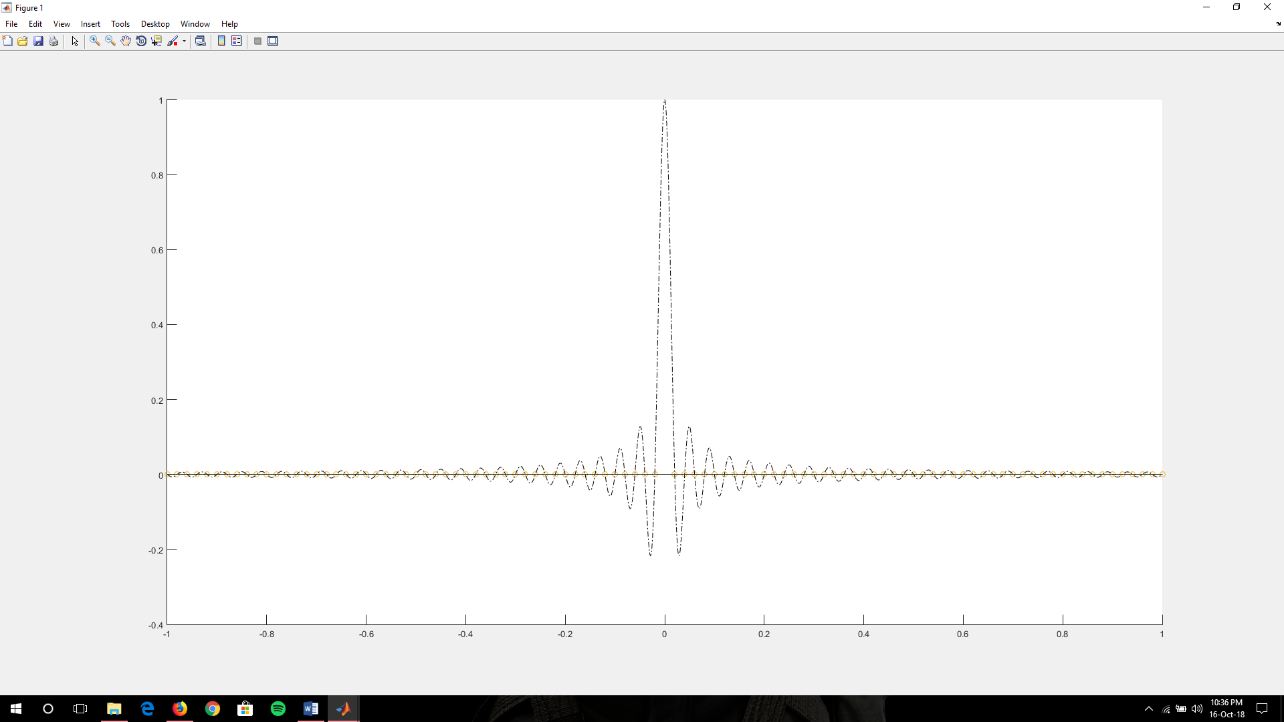 Figure 1
File Edit View Insert Tools Desktop Window Help
1
0.8
0.6
0.4
0.2
0
-0.2
-0.4
-1 -0.8 -0.6 -0.4 -0.2 0 0.2 0.4 0.6 0.8 1
10:36 PM
16-Oct-18